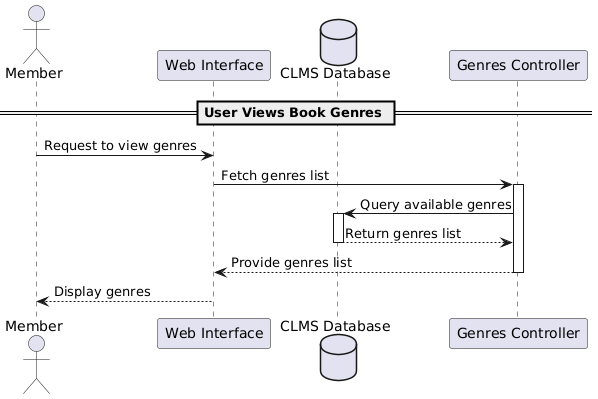 Member
Web Interface
CLMS Database
Genres Controller
User Views Book Genres
Request to view genres
Fetch genres list
Query available genres
Return genres list
Provide genres list
Display genres
Member
Web Interface
CLMS Database
Genres Controller